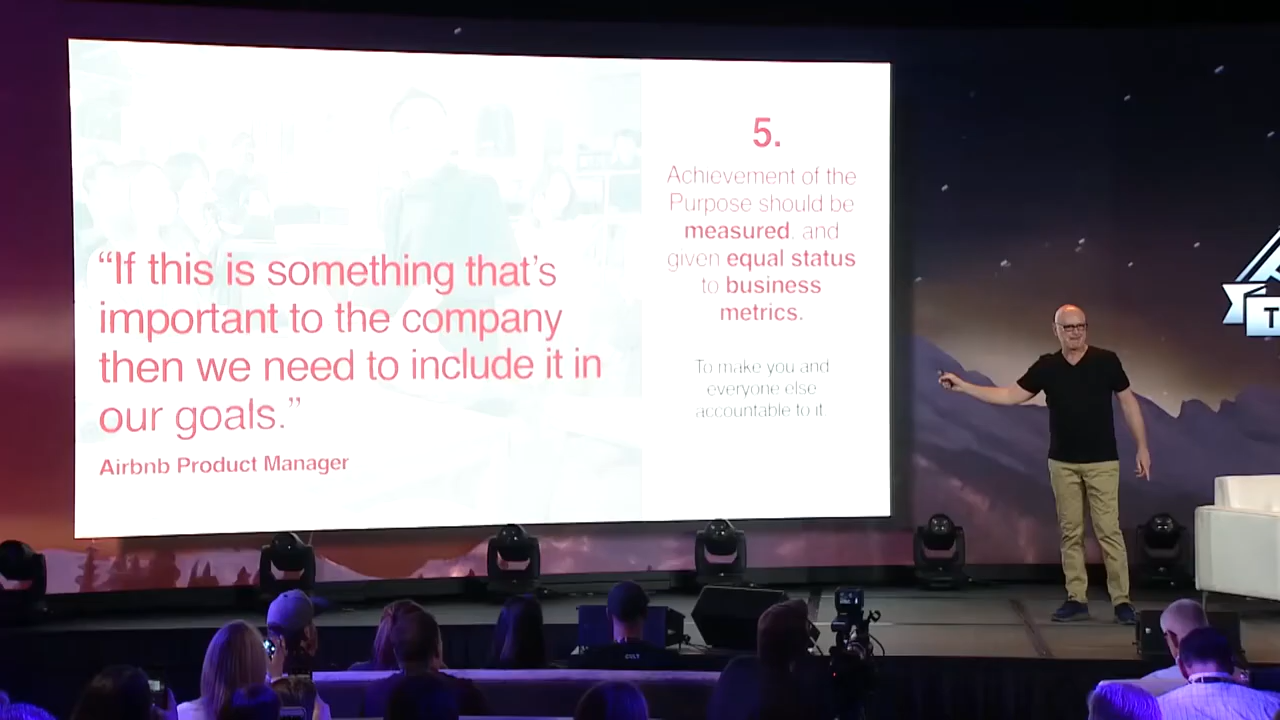 “If this is something that’s
important to the company
then we need to include it in
our goals.”
Airbnb Product Manager
5.
Achievement of the
Purpose should be
measured. and
given equal status
to business
metrics.
To make you and
everyone else
accountable to it.
CULT